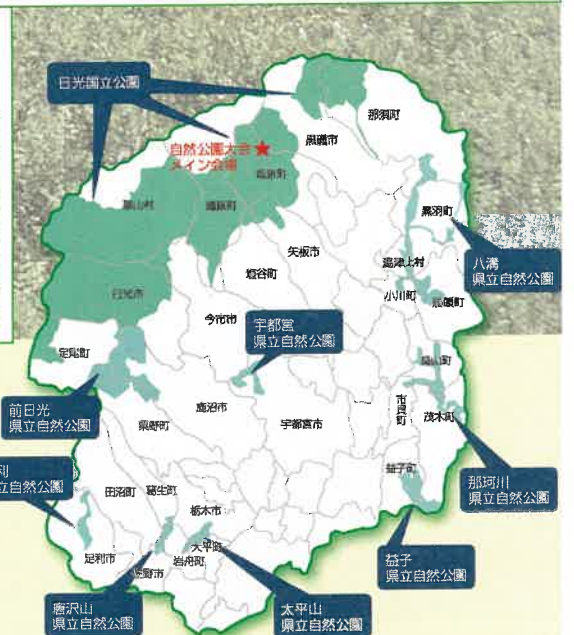 日光国立公園
那須町
黒磯市
自然公園大会
メイン会場
塩原町
栗山村
藤原町
黒羽町
矢板市
湯津上村
塩谷町
小川町
馬頭町
八溝
県立自然公園
日光市
今市市
宇都宮
県立自然公園
足尾町
烏山町
前日光
県立自然公園
粟野町
鹿沼市
宇都宮市
市貝町
茂木町
那珂川
県立自然公園
利
立自然公園
田沼町
葛生町
栃木市
益子町
足利市
佐野市
岩舟町
大平町
益子
県立自然公園
唐沢山
県立自然公園
太平山
県立自然公園